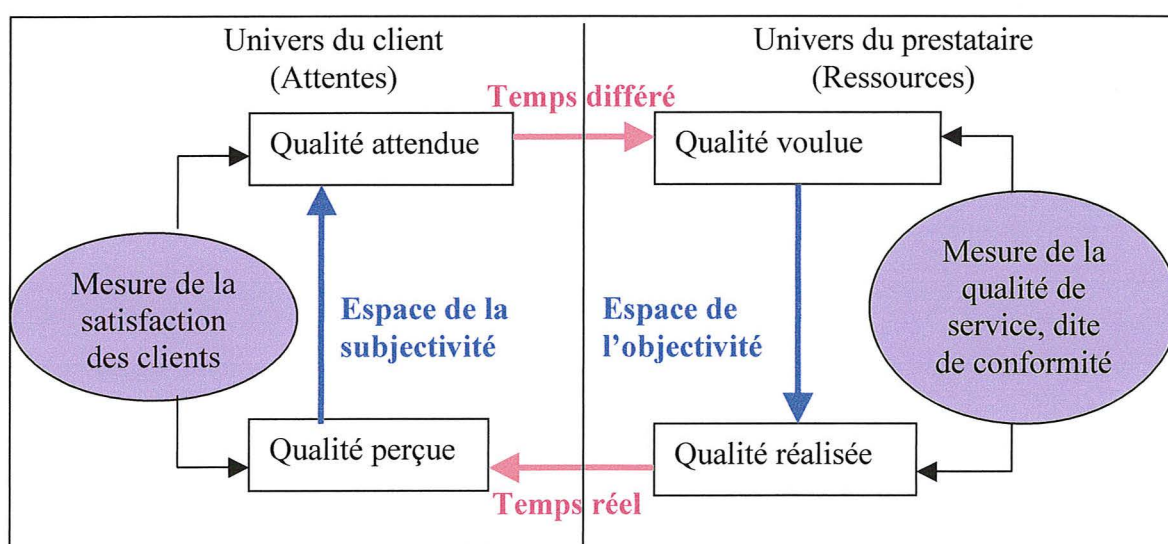 Univers du client
(Attentes)
Univers du prestataire
(Ressources)
Temps différé
Qualité attendue
Qualité voulue
Mesure de la
satisfaction
des clients
Espace de la
subjectivité
Espace de
l'objectivité
Mesure de la
qualité de
service, dite
de conformité
Qualité perçue
Qualité réalisée
Temps réel